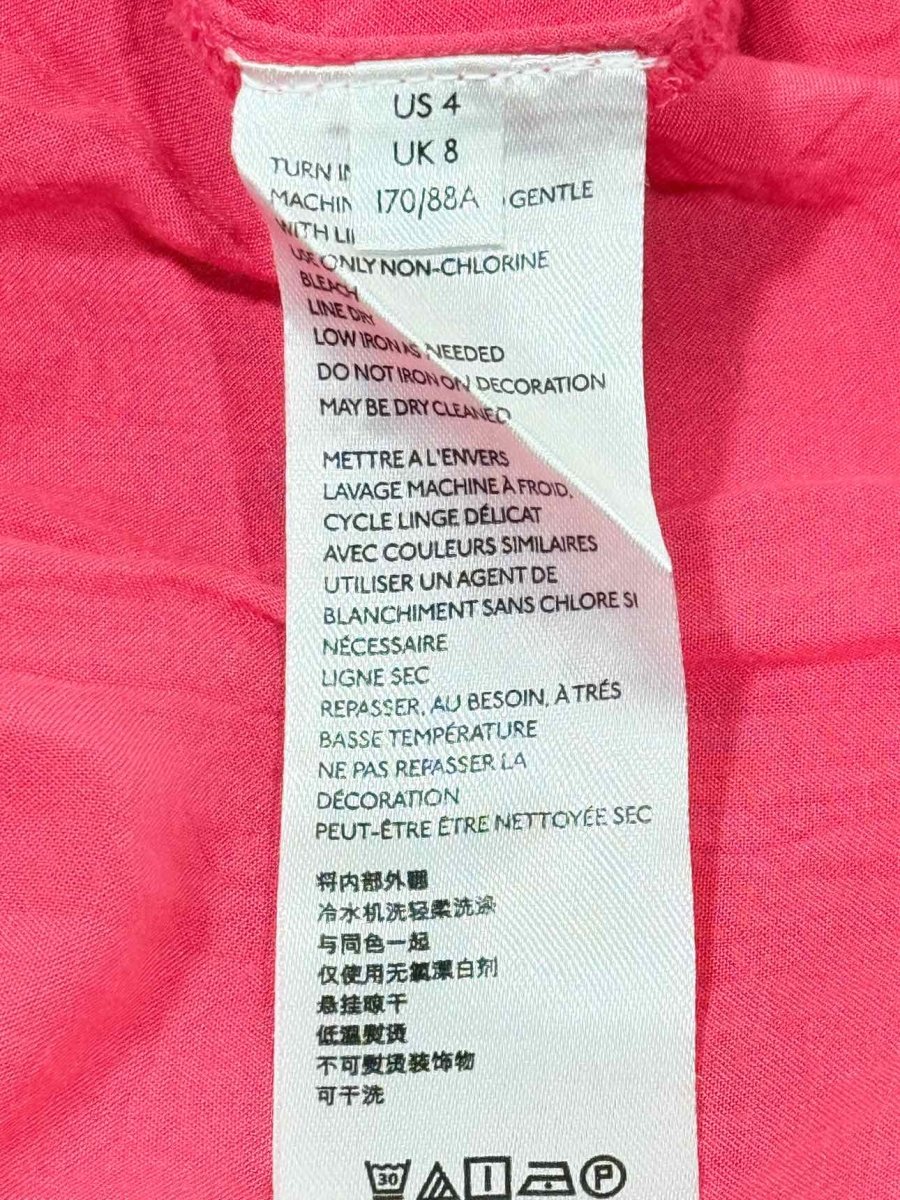 US 4
UK 8
170/88A
TURN
GENTLE
WITH
USE ONLY NON-CHLORINE
BLEACH
LINE DRY
LOW IRON AS NEEDED
DO NOT IRON ON DECORATION
MAY BE DRY CLEANED
METTRE A L'ENVERS
LAVAGE MACHINE À FROID,
CYCLE LINGE DÉLICAT
AVEC COULEURS SIMILAIRES
UTILISER UN AGENT DE
BLANCHIMENT SANS CHLORE SI
NÉCESSAIRE
LIGNE SEC
REPASSER, AU BESOIN, À TRÉS
BASSE TEMPÉRATURE
NE PAS REPASSER LA
DÉCORATION
PEUT-ÊTRE ÊTRE NETTOYÉE SEC
将内部外翻
冷水机洗轻柔洗涤
与同色一起
仅使用无氯漂白剂
悬挂晾干
低温熨烫
不可熨烫装饰物
可干洗
30
P